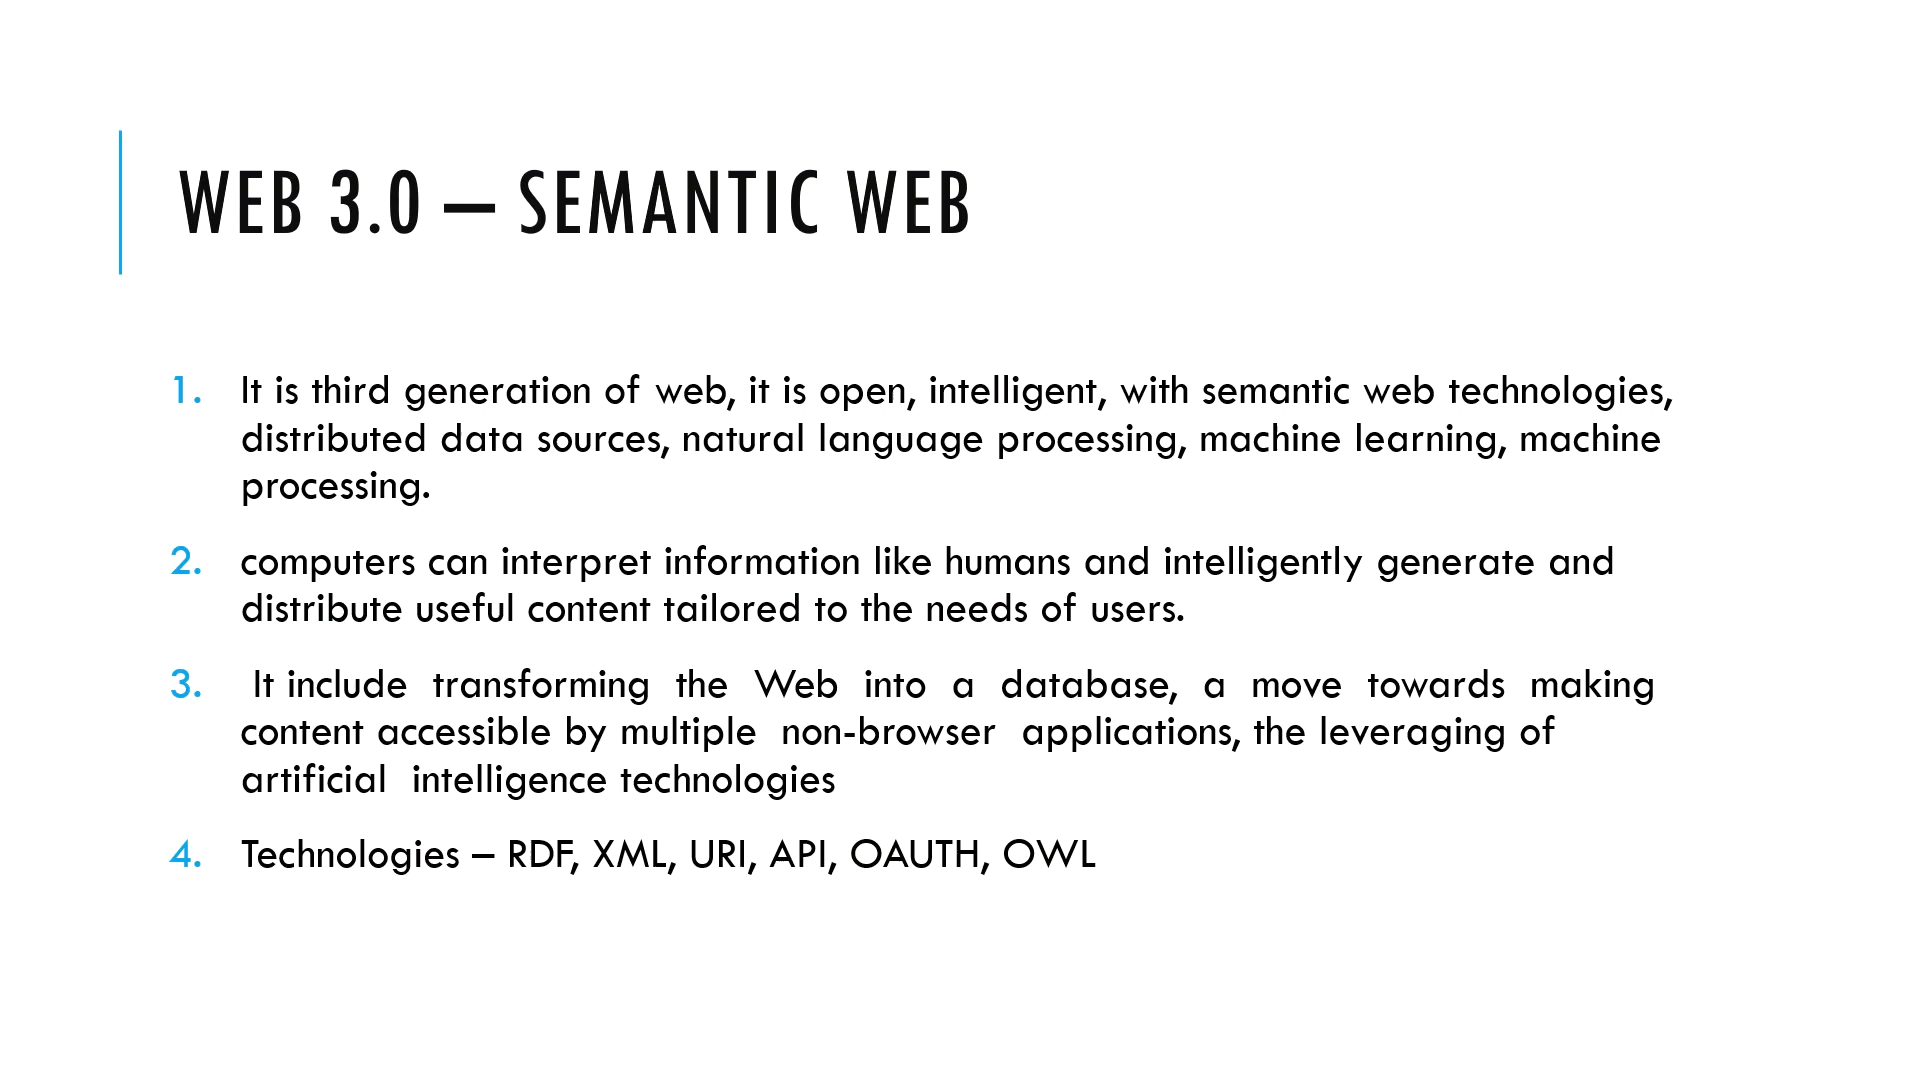 WEB 3.0 – SEMANTIC WEB
1. It is third generation of web, it is open, intelligent, with semantic web technologies,
distributed data sources, natural language processing, machine learning, machine
processing.
2. computers can interpret information like humans and intelligently generate and
distribute useful content tailored to the needs of users.
3. It include transforming the Web into a database, a move towards making
content accessible by multiple non-browser applications, the leveraging of
artificial intelligence technologies
4. Technologies – RDF, XML, URI, API, OAUTH, OWL